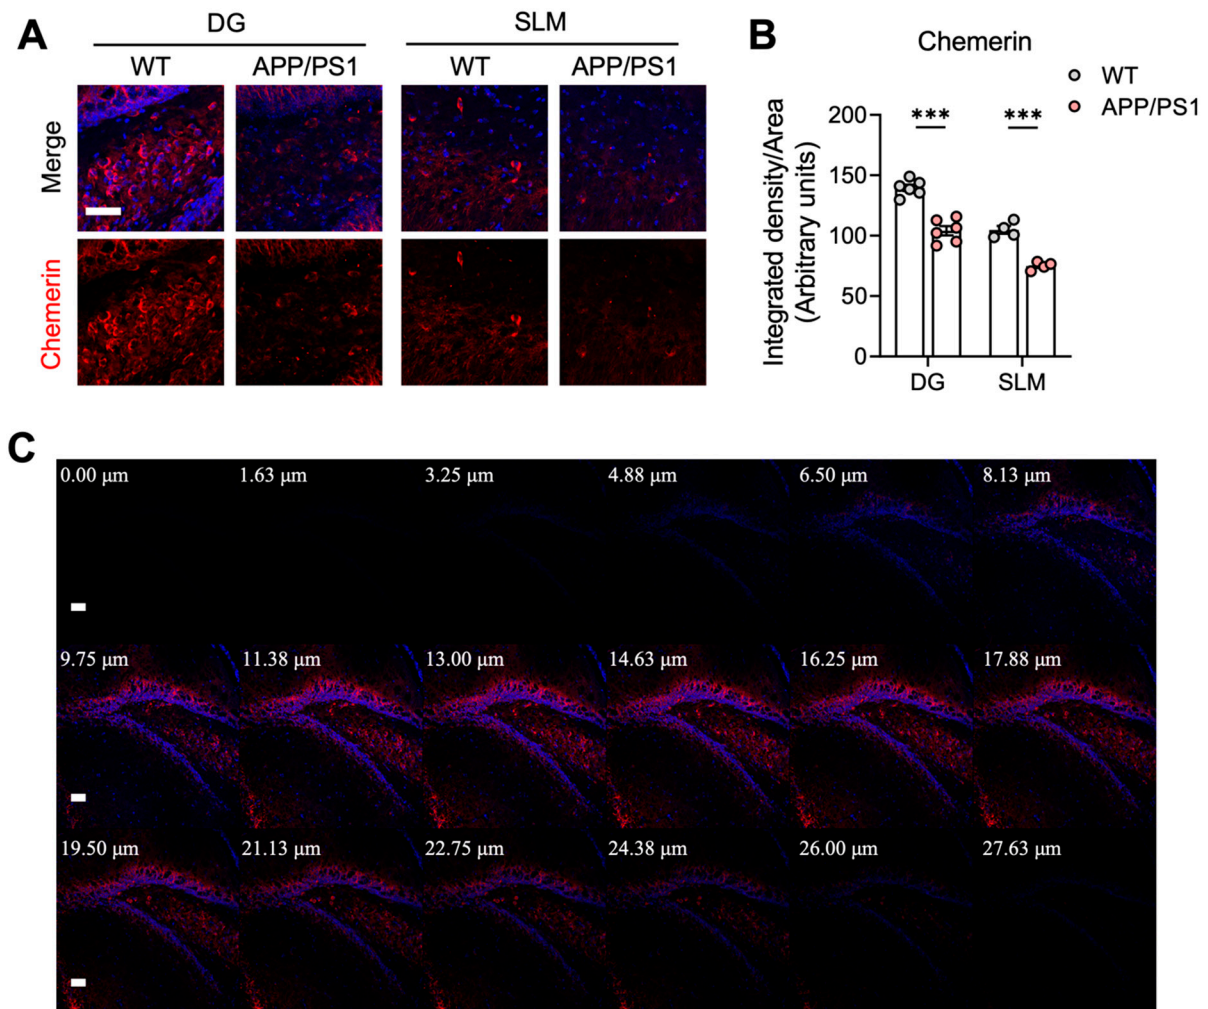 A
DG
SLM
WT
APP/PS1
WT
APP/PS1
Merge
Chemerin
B
Chemerin
WT
APP/PS1
Integrated density/Area
(Arbitrary units)
200
150
100
50
0
***
***
DG
SLM
C
0.00 µm
1.63 µm
3.25 µm
4.88 µm
6.50 µm
8.13 µm
9.75 µm
11.38 µm
13.00 µm
14.63 µm
16.25 µm
17.88 µm
19.50 µm
21.13 µm
22.75 µm
24.38 µm
26.00 µm
27.63 µm